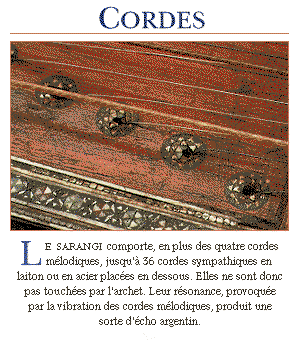 CORDES
LE SARANGI comporte, en plus des quatre cordes
mélodiques, jusqu'à 36 cordes sympathiques en
laiton ou en acier placées en dessous. Elles ne sont donc
pas touchées par l'archet. Leur résonance, provoquée
par la vibration des cordes mélodiques, produit une
sorte d'écho argentin.